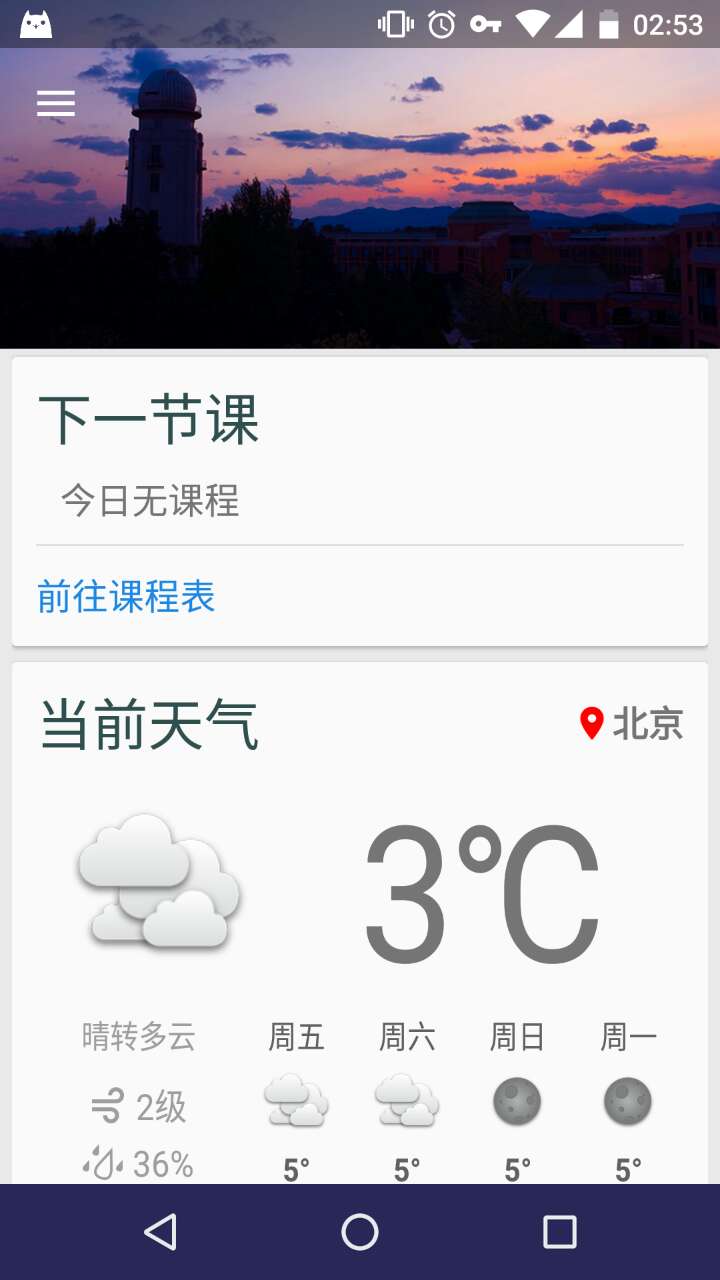 02:53
下一节课
今日无课程
前往课程表
当前天气 北京
3℃
晴转多云 周五 周六 周日 周一
2级
36% 5° 5° 5° 5°